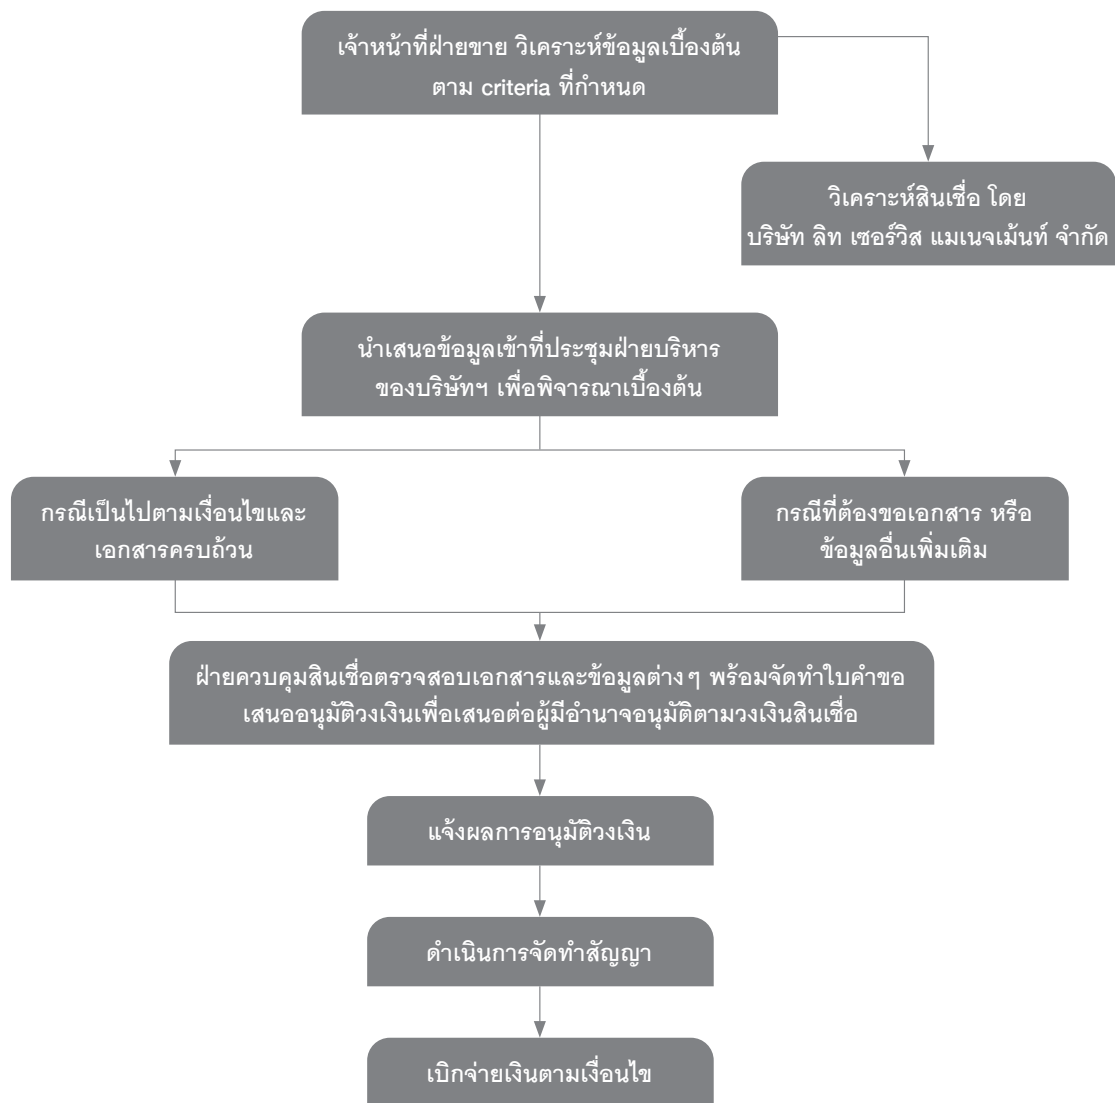 เจ้าหน้าที่ฝ่ายขาย วิเคราะห์ข้อมูลเบื้องต้น
ตาม criteria ที่กำหนด
วิเคราะห์สินเชื่อ โดย
บริษัท ลิท เซอร์วิส แมเนจเม้นท์ จำกัด
นำเสนอข้อมูลเข้าที่ประชุมฝ่ายบริหาร
ของบริษัทฯ เพื่อพิจารณาเบื้องต้น
กรณีเป็นไปตามเงื่อนไขและ
เอกสารครบถ้วน
กรณีที่ต้องขอเอกสาร หรือ
ข้อมูลอื่นเพิ่มเติม
ฝ่ายควบคุมสินเชื่อตรวจสอบเอกสารและข้อมูลต่างๆ พร้อมจัดทำใบคำขอ
เสนออนุมัติวงเงินเพื่อเสนอต่อผู้มีอำนาจอนุมัติตามวงเงินสินเชื่อ
แจ้งผลการอนุมัติวงเงิน
ดำเนินการจัดทำสัญญา
เบิกจ่ายเงินตามเงื่อนไข